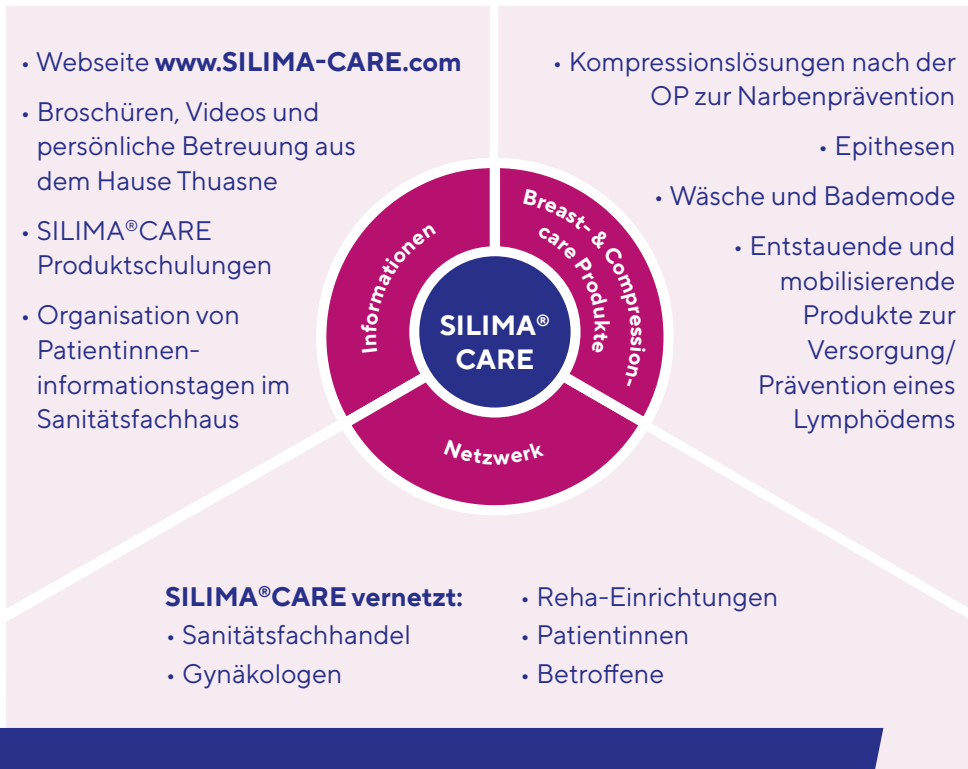 • Webseite www.SILIMA-CARE.com
• Broschüren, Videos und
persönliche Betreuung aus
dem Hause Thuasne
• SILIMA®CARE
Produktschulungen
• Organisation von
Patientinnen-
informationstagen im
Sanitätsfachhaus
• Kompressionslösungen nach der
OP zur Narbenprävention
• Epithesen
• Wäsche und Bademode
• Entstauende und
mobilisierende
Produkte zur
Versorgung/
Prävention eines
Lymphödems
Informationen
Breast- & Compression-
care Produkte
SILIMA®
CARE
Netzwerk
SILIMA®CARE vernetzt:
• Sanitätsfachhandel
• Gynäkologen
• Reha-Einrichtungen
• Patientinnen
• Betroffene